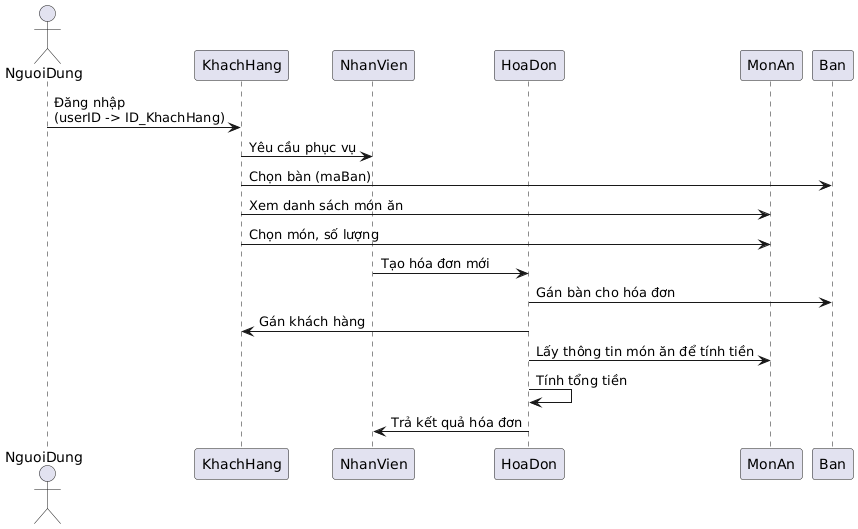 NguoiDung
KhachHang
NhanVien
HoaDon
MonAn
Ban
Đăng nhập
(userID -> ID_KhachHang)
Yêu cầu phục vụ
Chọn bàn (maBan)
Xem danh sách món ăn
Chọn món, số lượng
Tạo hóa đơn mới
Gán bàn cho hóa đơn
Gán khách hàng
Lấy thông tin món ăn để tính tiền
Tính tổng tiền
Trả kết quả hóa đơn
NguoiDung
KhachHang
NhanVien
HoaDon
MonAn
Ban